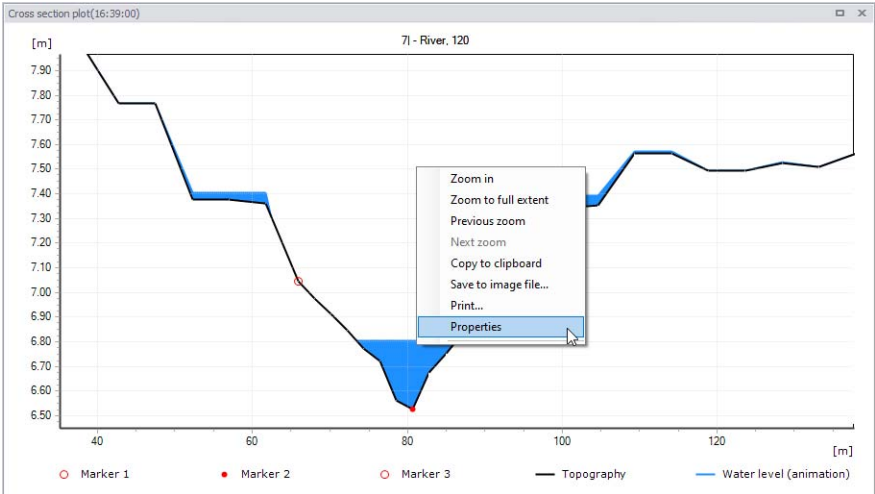 Cross section plot(16:39:00)
[m]
7| - River, 120
7.90
7.80
7.70
7.60
7.50
7.40
7.30
7.20
7.10
7.00
6.90
6.80
6.70
6.60
6.50
Zoom in
Zoom to full extent
Previous zoom
Next zoom
Copy to clipboard
Save to image file...
Print...
Properties
40 60 80 100 120
[m]
Marker 1 Marker 2 Marker 3 Topography Water level (animation)